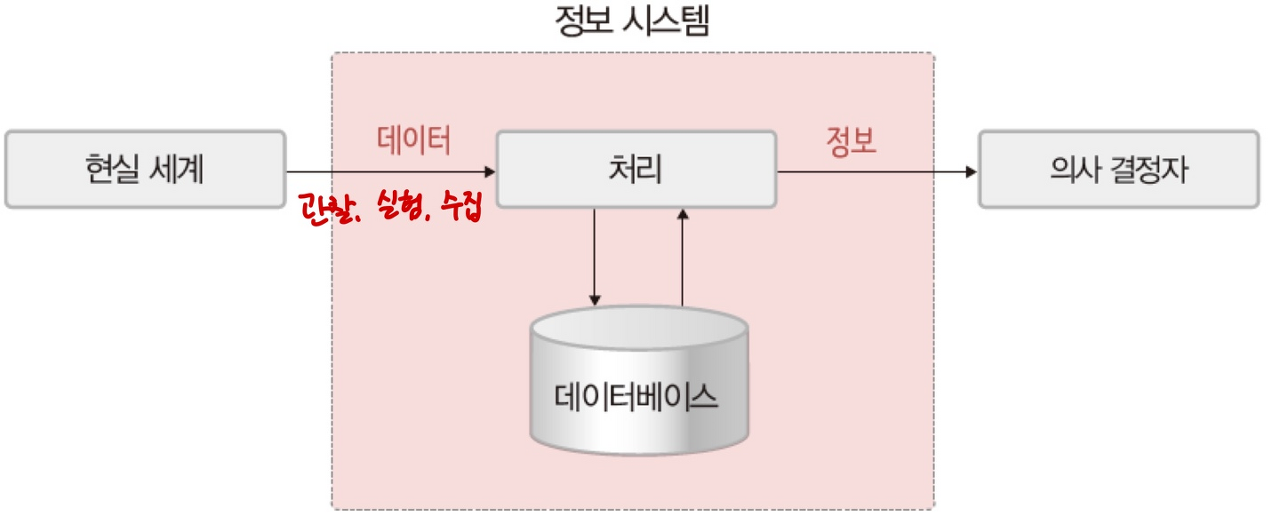 정보 시스템
현실 세계
데이터
처리
정보
의사 결정자
관찰, 실험, 수집
데이터베이스